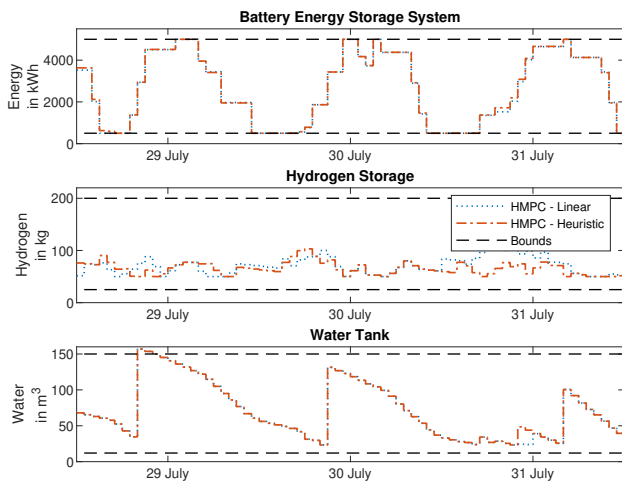 Battery Energy Storage System
Energy
in kWh
4000
2000
0
29 July
30 July
31 July
Hydrogen Storage
Hydrogen
in kg
200
100
0
HMPC - Linear
HMPC - Heuristic
Bounds
29 July
30 July
31 July
Water Tank
Water
in m³
150
100
50
0
29 July
30 July
31 July